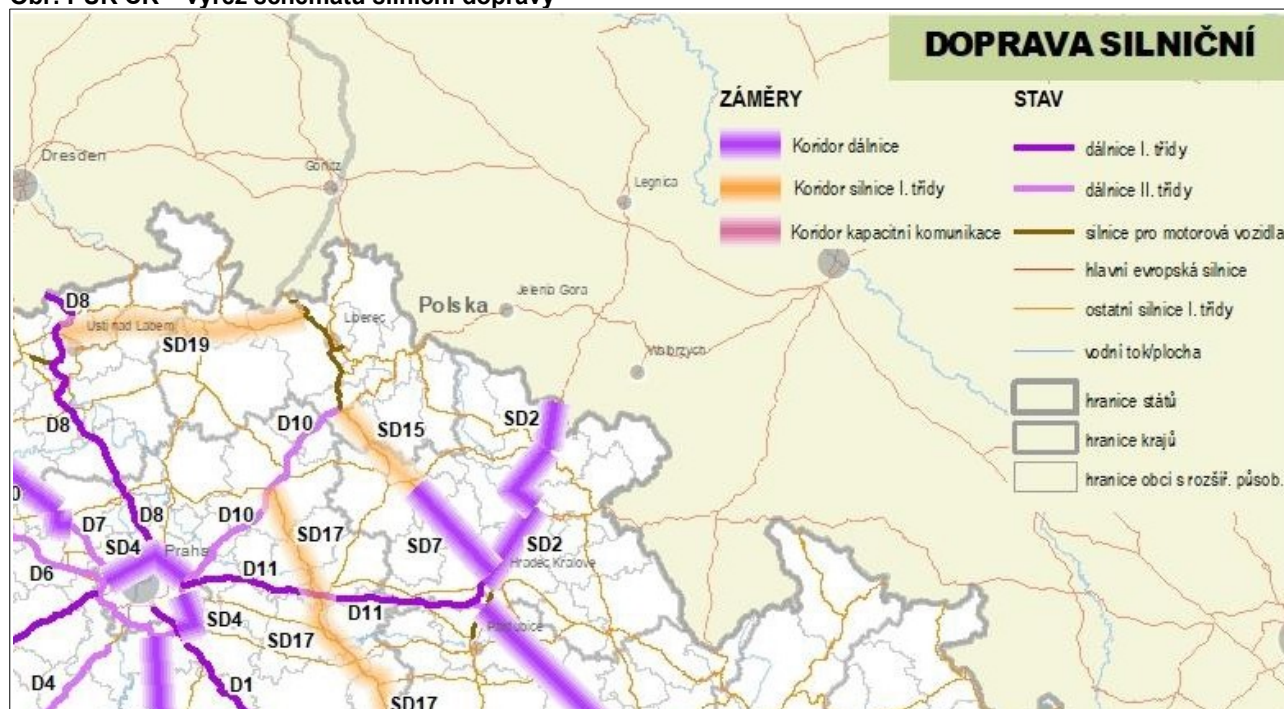 DOPRAVA SILNIČNÍ
ZÁMĚRY
Koridor dálnice
Koridor silnice I. třídy
Koridor kapacitní komunikace
STAV
dálnice I. třídy
dálnice II. třídy
silnice pro motorová vozidla
hlavní evropská silnice
ostatní silnice I. třídy
vodní tok/plocha
hranice států
hranice krajů
hranice obcí s rozšíř. působ.
Dresden
Görlitz
Legnica
Polska
Jelenia Gora
Walbrzych
D8
Ústí nad Labem
Liberec
SD19
D8
D10
SD15
SD2
D7
D8
D10
SD17
SD7
SD2
SD4
Praha
Hradec Králové
D6
D11
D11
SD4
SD17
Pardubice
D4
D1
SD17